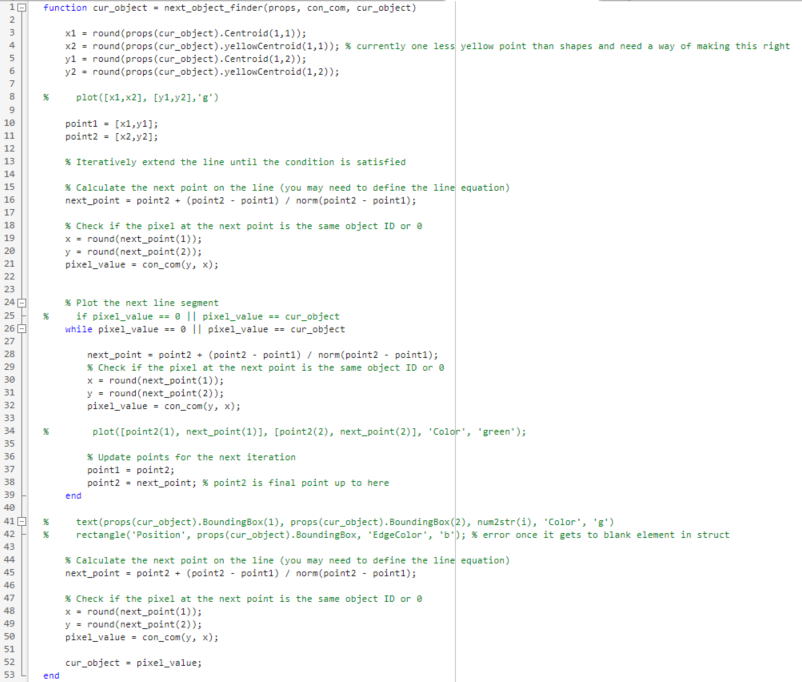 1 function cur_object = next_object_finder(props, con_com, cur_object)
2
3 x1 = round(props(cur_object).Centroid(1,1));
4 x2 = round(props(cur_object).yellowCentroid(1,1)); % currently one less yellow point than shapes and need a way of making this right
5 y1 = round(props(cur_object).Centroid(1,2));
6 y2 = round(props(cur_object).yellowCentroid(1,2));
7
8 % plot([x1,x2], [y1,y2],'g')
9
10 point1 = [x1,y1];
11 point2 = [x2,y2];
12
13 % Iteratively extend the line until the condition is satisfied
14
15 % Calculate the next point on the line (you may need to define the line equation)
16 next_point = point2 + (point2 - point1) / norm(point2 - point1);
17
18 % Check if the pixel at the next point is the same object ID or 0
19 x = round(next_point(1));
20 y = round(next_point(2));
21 pixel_value = con_com(y, x);
22
23
24 % Plot the next line segment
25 % if pixel_value == 0 || pixel_value == cur_object
26 while pixel_value == 0 || pixel_value == cur_object
27
28 next_point = point2 + (point2 - point1) / norm(point2 - point1);
29 % Check if the pixel at the next point is the same object ID or 0
30 x = round(next_point(1));
31 y = round(next_point(2));
32 pixel_value = con_com(y, x);
33
34 % plot([point2(1), next_point(1)], [point2(2), next_point(2)], 'Color', 'green');
35
36 % Update points for the next iteration
37 point1 = point2;
38 point2 = next_point; % point2 is final point up to here
39 end
40
41 % text(props(cur_object).BoundingBox(1), props(cur_object).BoundingBox(2), num2str(i), 'Color', 'g')
42 % rectangle('Position', props(cur_object).BoundingBox, 'EdgeColor', 'b'); % error once it gets to blank element in struct
43
44 % Calculate the next point on the line (you may need to define the line equation)
45 next_point = point2 + (point2 - point1) / norm(point2 - point1);
46
47 % Check if the pixel at the next point is the same object ID or 0
48 x = round(next_point(1));
49 y = round(next_point(2));
50 pixel_value = con_com(y, x);
51
52 cur_object = pixel_value;
53 end